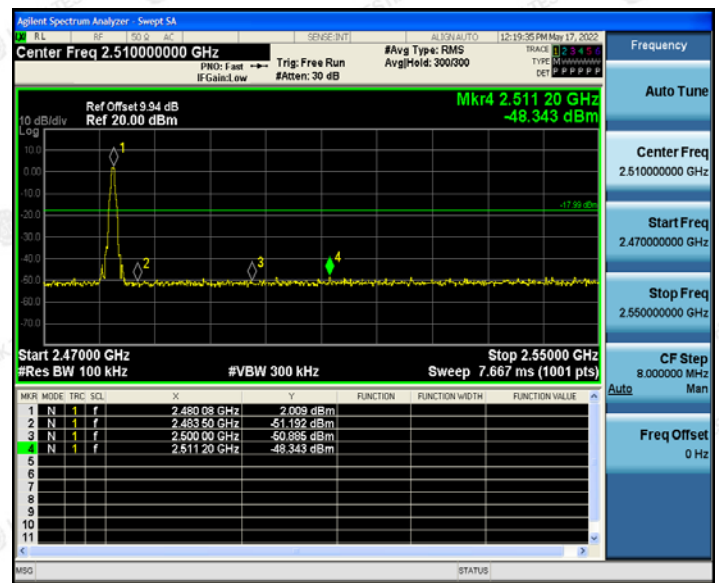 Agilent Spectrum Analyzer - Swept SA
RL RF 50 Ω AC SENSE:INT ALIGNAUTO 12:19:35 PM May 17, 2022
Center Freq 2.510000000 GHz #Avg Type: RMS TRACE 1 2 3 4 5 6
PNO: Fast Trig: Free Run Avg|Hold: 300/300 TYPE M
IFGain:Low #Atten: 30 dB DET P P P P P P
Ref Offset 9.94 dB Mkr4 2.511 20 GHz
10 dB/div Ref 20.00 dBm -48.343 dBm
Log
10.0
0.00
-10.0
-20.0
-30.0
-40.0
-50.0
-60.0
-70.0
1
2
3
4
-17.99 dBm
Start 2.47000 GHz Stop 2.55000 GHz
#Res BW 100 kHz #VBW 300 kHz Sweep 7.667 ms (1001 pts)
MKR MODE TRC SCL X Y FUNCTION FUNCTION WIDTH FUNCTION VALUE
1 N 1 f 2.480 08 GHz 2.009 dBm
2 N 1 f 2.483 50 GHz -51.192 dBm
3 N 1 f 2.500 00 GHz -50.885 dBm
4 N 1 f 2.511 20 GHz -48.343 dBm
5
6
7
8
9
10
11
MSG STATUS
Frequency
Auto Tune
Center Freq
2.510000000 GHz
Start Freq
2.470000000 GHz
Stop Freq
2.550000000 GHz
CF Step
8.000000 MHz
Auto Man
Freq Offset
0 Hz